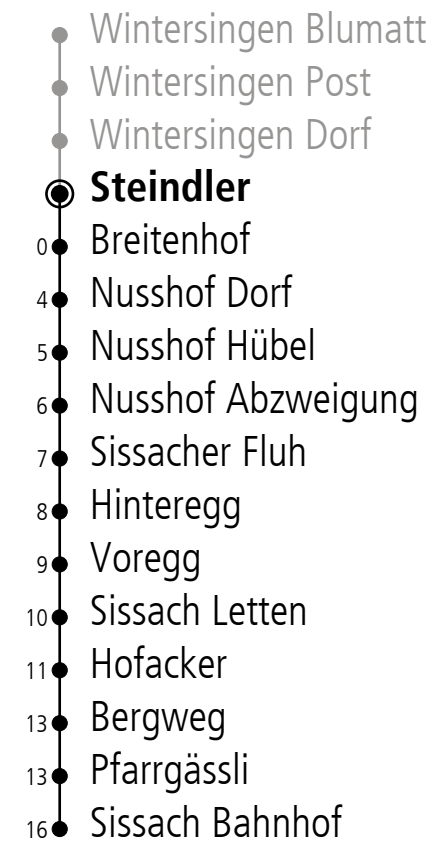 Wintersingen Blumatt
Wintersingen Post
Wintersingen Dorf
Steindler
0 Breitenhof
4 Nusshof Dorf
5 Nusshof Hübel
6 Nusshof Abzweigung
7 Sissacher Fluh
8 Hinteregg
9 Voregg
10 Sissach Letten
11 Hofacker
13 Bergweg
13 Pfarrgässli
16 Sissach Bahnhof